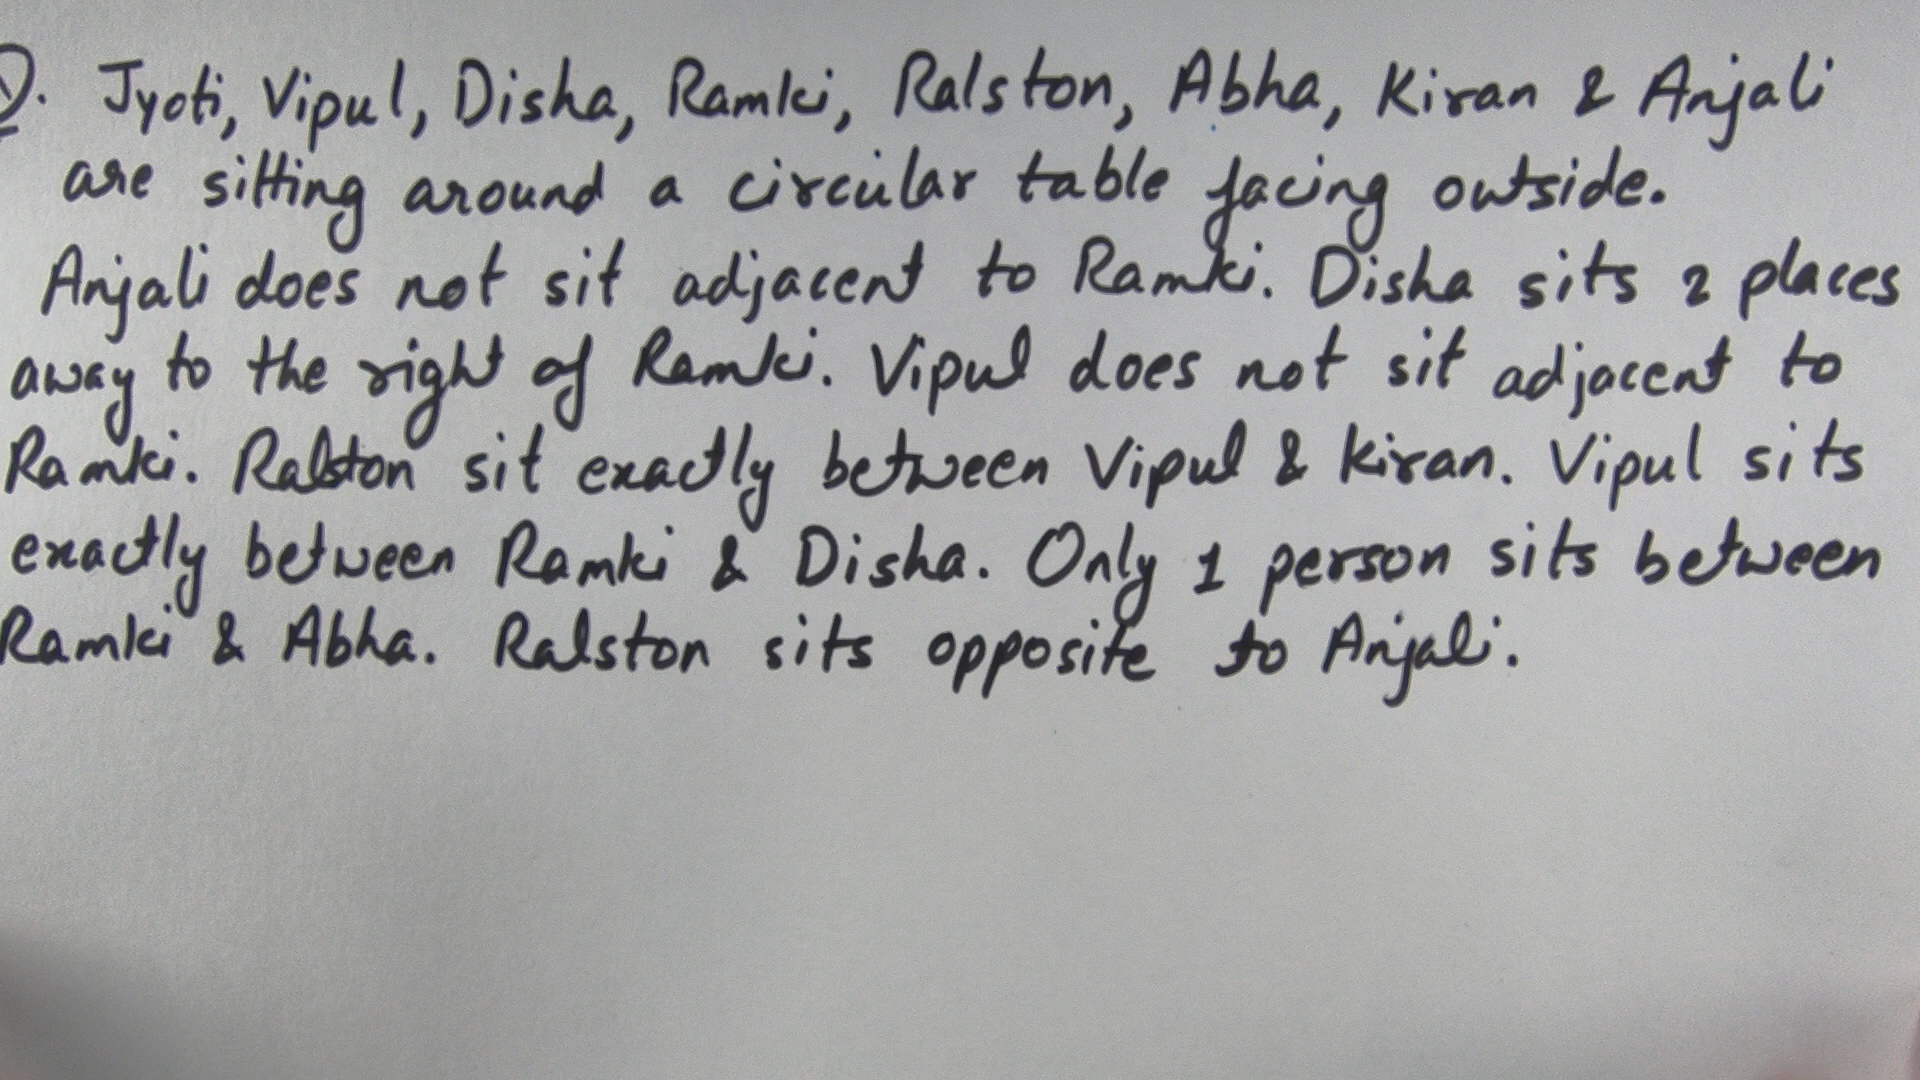 Q. Jyoti, Vipul, Disha, Ramki, Ralston, Abha, Kiran & Anjali
are sitting around a circular table facing outside.
Anjali does not sit adjacent to Ramki. Disha sits 2 places
away to the right of Ramki. Vipul does not sit adjacent to
Ramki. Ralston sit exactly between Vipul & Kiran. Vipul sits
exactly between Ramki & Disha. Only 1 person sits between
Ramki & Abha. Ralston sits opposite to Anjali.